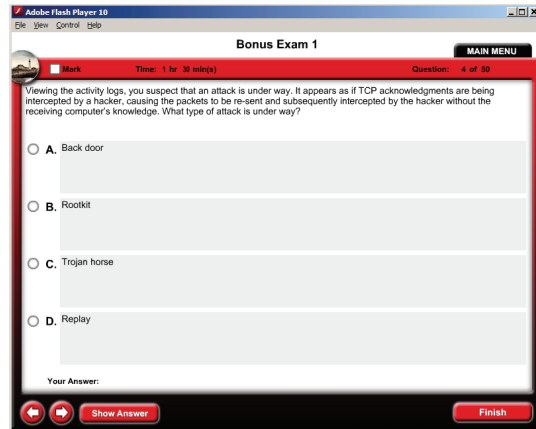 Adobe Flash Player 10
File View Control Help
Bonus Exam 1
MAIN MENU
Mark Time: 1 hr 30 min(s) Question: 4 of 50
Viewing the activity logs, you suspect that an attack is under way. It appears as if TCP acknowledgments are being
intercepted by a hacker, causing the packets to be re-sent and subsequently intercepted by the hacker without the
receiving computer's knowledge. What type of attack is under way?
A. Back door
B. Rootkit
C. Trojan horse
D. Replay
Your Answer:
Show Answer Finish